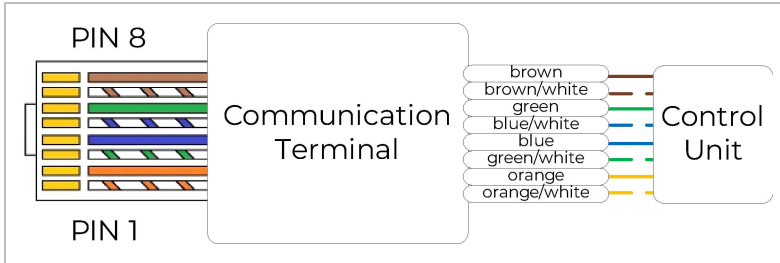 PIN 8
Communication
Terminal
PIN 1
brown
brown/white
green
blue/white
blue
green/white
orange
orange/white
Control
Unit